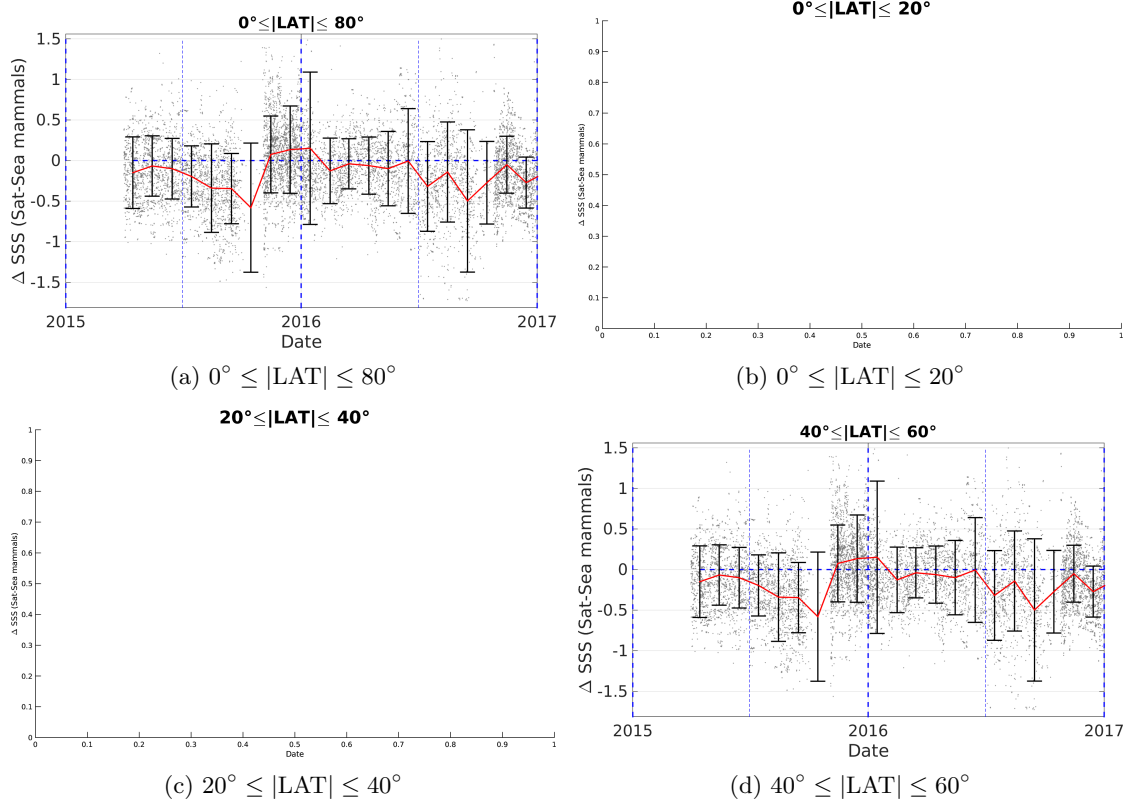 0°≤|LAT|≤ 80°
1.5
1
0.5
0
-0.5
-1
-1.5
Δ SSS (Sat-Sea mammals)
2015
2016
2017
Date
(a) 0° ≤ |LAT| ≤ 80°
0°≤|LAT|≤ 20°
1
0.9
0.8
0.7
0.6
0.5
0.4
0.3
0.2
0.1
0
Δ SSS (Sat-Sea mammals)
0 0.1 0.2 0.3 0.4 0.5 0.6 0.7 0.8 0.9 1
Date
(b) 0° ≤ |LAT| ≤ 20°
20°≤|LAT|≤ 40°
1
0.9
0.8
0.7
0.6
0.5
0.4
0.3
0.2
0.1
0
Δ SSS (Sat-Sea mammals)
0 0.1 0.2 0.3 0.4 0.5 0.6 0.7 0.8 0.9 1
Date
(c) 20° ≤ |LAT| ≤ 40°
40°≤|LAT|≤ 60°
1.5
1
0.5
0
-0.5
-1
-1.5
Δ SSS (Sat-Sea mammals)
2015
2016
2017
Date
(d) 40° ≤ |LAT| ≤ 60°